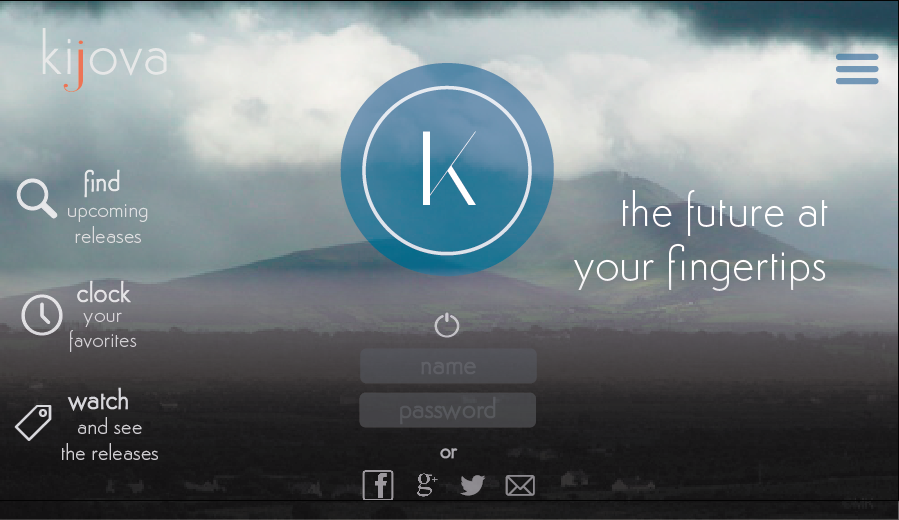 kijova
k
find
upcoming
releases
the future at
your fingertips
clock
your
favorites
name
password
watch
and see
the releases
or
f
g+